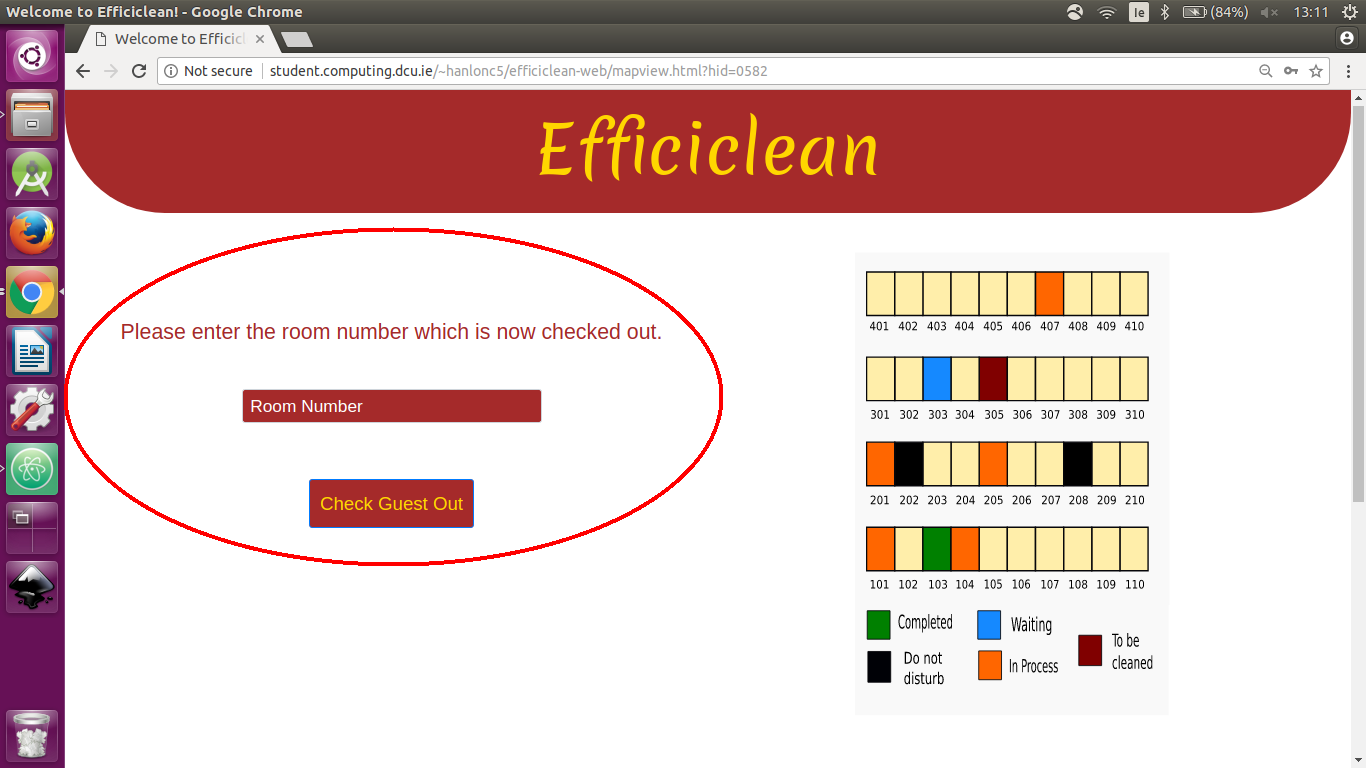 Welcome to Efficiclean! - Google Chrome
Ie
(84%)
13:11
Welcome to Efficic
Not secure
student.computing.dcu.ie/~hanlonc5/efficiclean-web/mapview.html?hid=0582
Efficiclean
Please enter the room number which is now checked out.
Room Number
Check Guest Out
401 402 403 404 405 406 407 408 409 410
301 302 303 304 305 306 307 308 309 310
201 202 203 204 205 206 207 208 209 210
101 102 103 104 105 106 107 108 109 110
Completed
Waiting
To be
cleaned
Do not
disturb
In Process